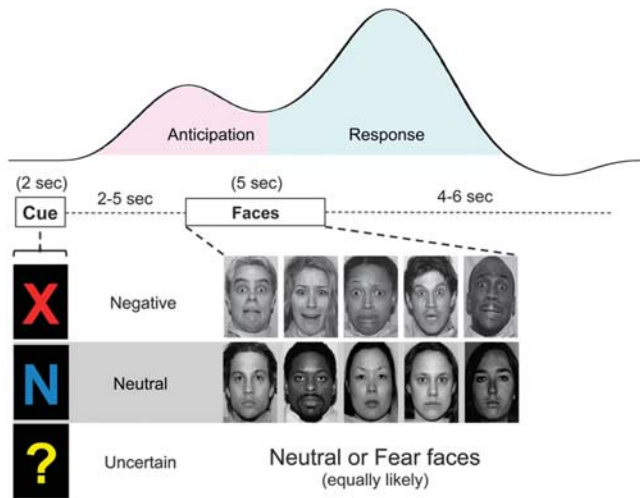 Anticipation
Response
(2 sec)
2-5 sec
(5 sec)
4-6 sec
Cue
Faces
X
Negative
N
Neutral
?
Uncertain
Neutral or Fear faces
(equally likely)